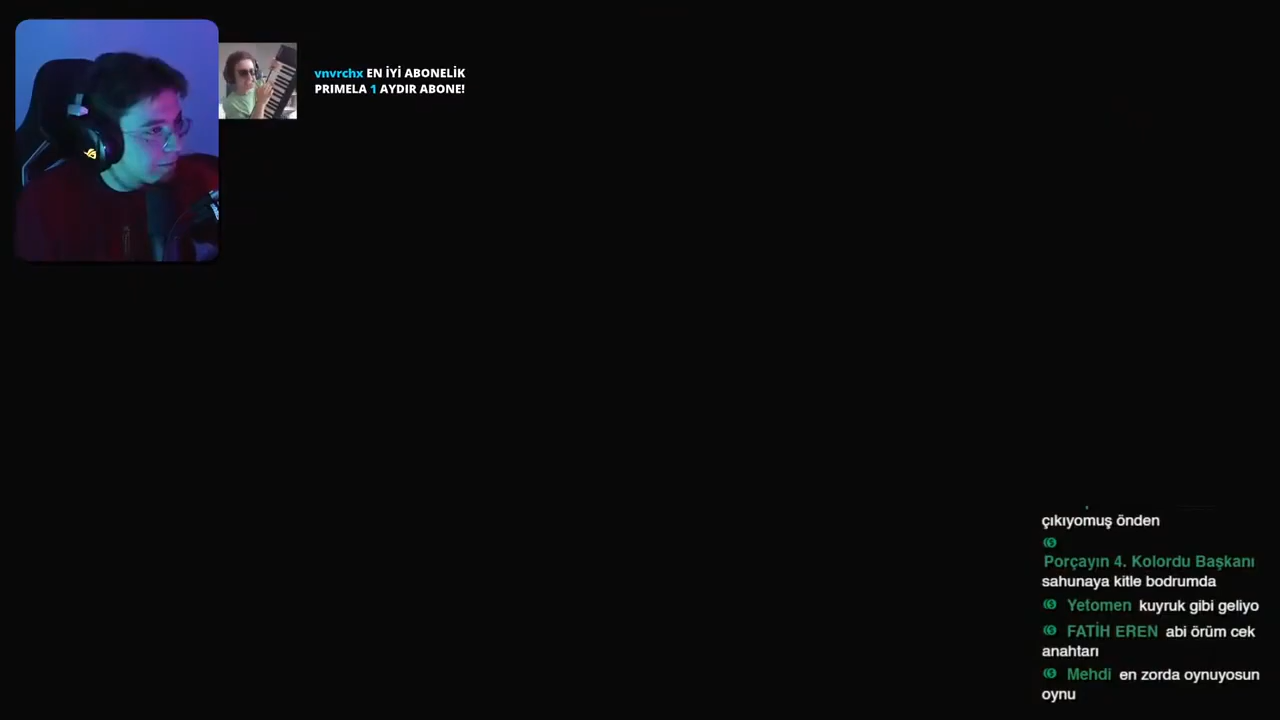 vnvrchx EN İYİ ABONELİK
PRIMELA 1 AYDIR ABONE!
çıkıyomuş önden
Porçayın 4. Kolordu Başkanı
sahunaya kitle bodrumda
Yetomen kuyruk gibi geliyo
FATİH EREN abi örüm cek
anahtarı
Mehdi en zorda oynuyosun
oynu